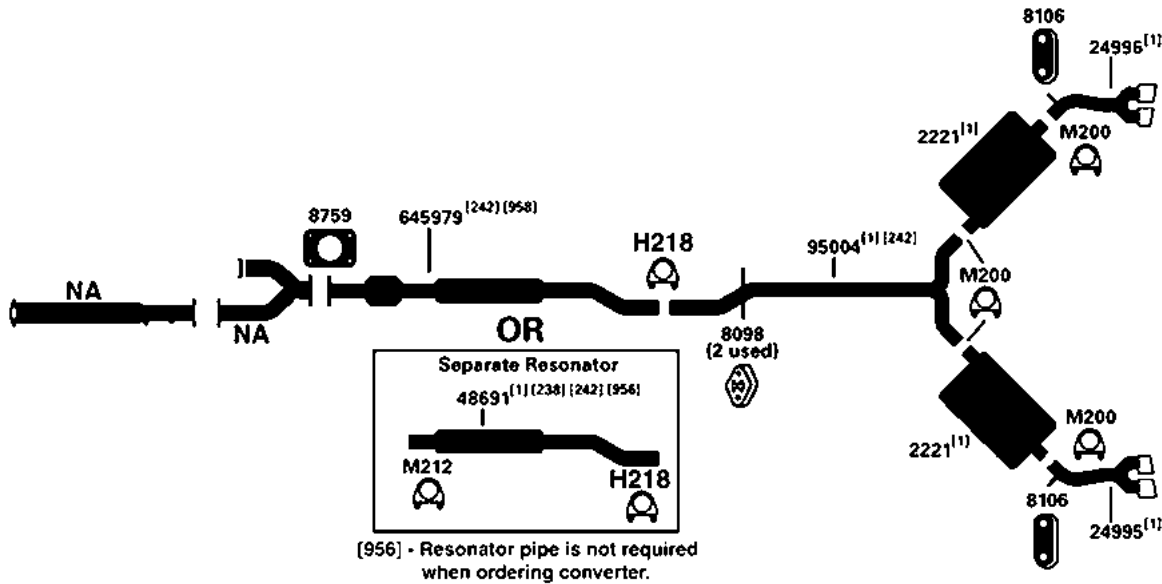 8106
24996[1]
2221[1]
M200
8759
645979[242][958]
H218
95004[1][242]
M200
NA
NA
OR
8098
(2 used)
Separate Resonator
48691[1][238][242][956]
M212
H218
M200
2221[1]
8106
24995[1]
[956] - Resonator pipe is not required
when ordering converter.